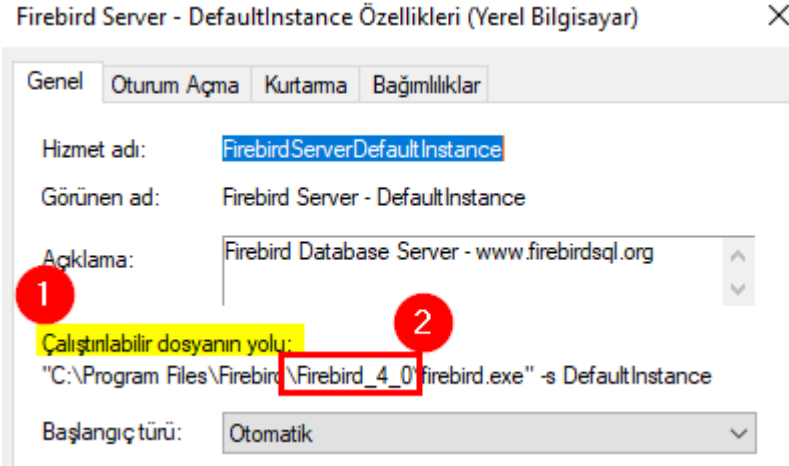 Firebird Server - DefaultInstance Özellikleri (Yerel Bilgisayar)
Genel Oturum Açma Kurtarma Bağımlılıklar
Hizmet adı: FirebirdServerDefaultInstance
Görünen ad: Firebird Server - DefaultInstance
Açıklama: Firebird Database Server - www.firebirdsql.org
1
2
Çalıştırılabilir dosyanın yolu:
"C:\Program Files\Firebird\Firebird_4_0\firebird.exe" -s DefaultInstance
Başlangıç türü: Otomatik